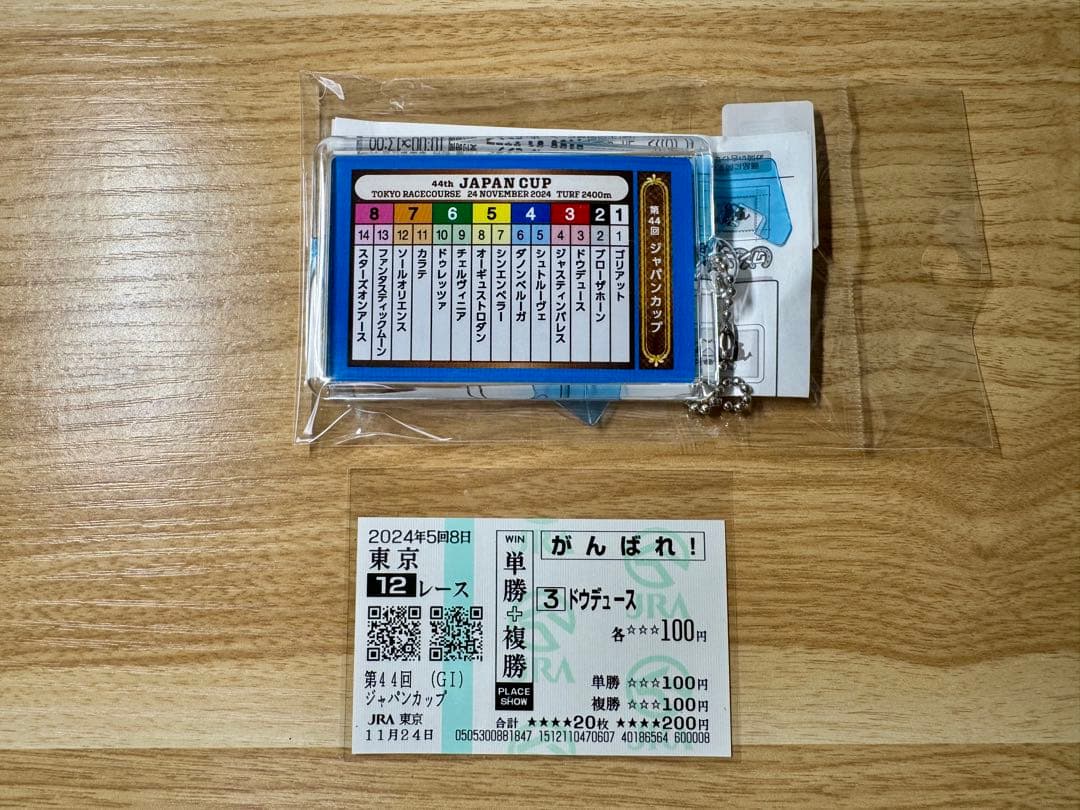 44th JAPAN CUP
TOKYO RACECOURSE 24 NOVEMBER 2024 TURF 2400m
8 7 6 5 4 3 2 1
14 13 12 11 10 9 8 7 6 5 4 3 2 1
第44回 ジャパンカップ
ゴリアット
ブローザホーン
ドウデュース
ジャスティンパレス
シュトルーヴェ
ダノンベルーガ
シンエンペラー
オーギュストロダン
チェルヴィニア
ドゥレッツァ
カラテ
ソールオリエンス
ファンタスティックムーン
スターズオンアース
2024年5回8日
東京
12レース
第44回 (GI)
ジャパンカップ
JRA 東京
11月24日
WIN
単勝+複勝
PLACE
SHOW
がんばれ!
3 ドウデュース
各☆☆☆100円
単勝 ☆☆☆100円
複勝 ☆☆☆100円
合計 ★★★★20枚 ★★★★200円
0505300881847 1512110470607 40186564 600008
JRA
JRA
JRA